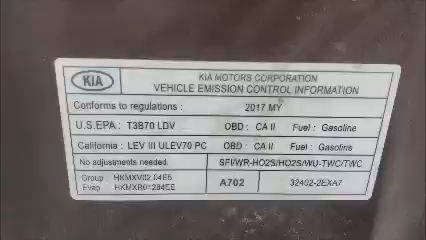 KIA
KIA MOTORS CORPORATION
VEHICLE EMISSION CONTROL INFORMATION
Conforms to regulations : 2017 MY
U.S.EPA : T3B70 LDV OBD : CA II Fuel : Gasoline
California : LEV III ULEV70 PC OBD : CA II Fuel : Gasoline
No adjustments needed. SFI/WR-HO2S/HO2S/WU-TWC/TWC
Group : HKMXV02.04E6
Evap : HKMXR01284EE
A702 32402-2EXA7